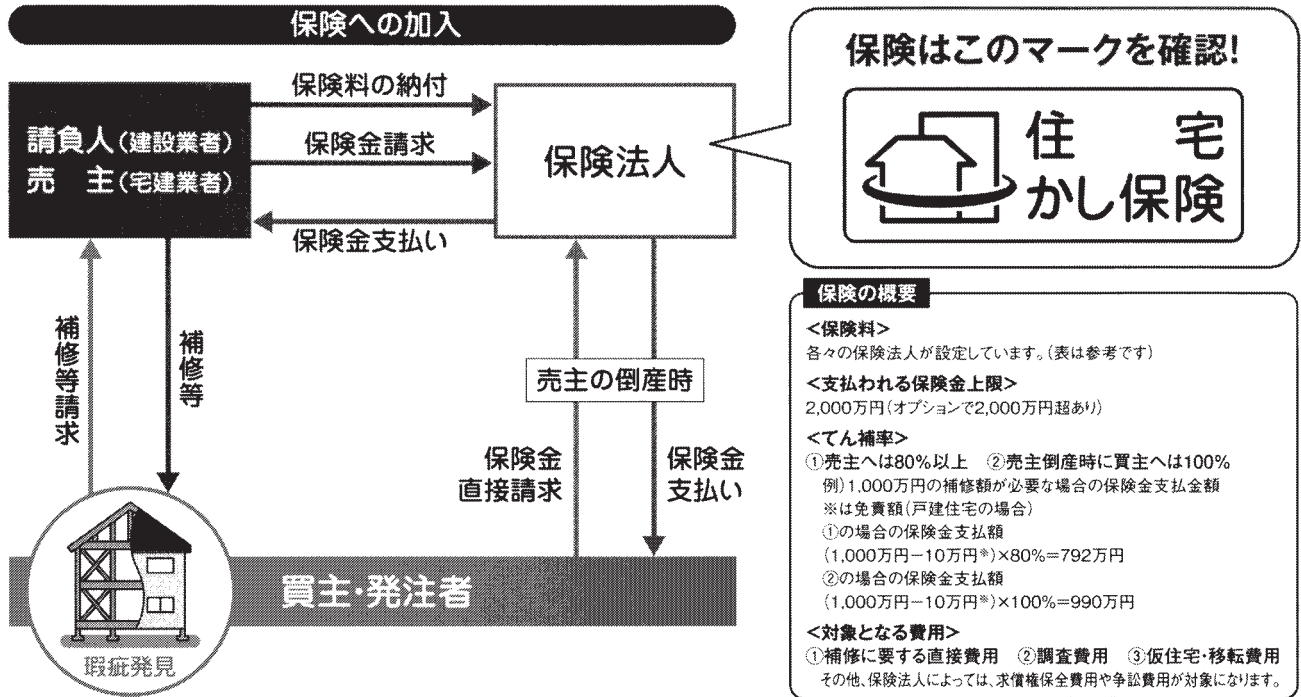 保険への加入
請負人(建設業者)
売 主(宅建業者)
保険料の納付
保険金請求
保険金支払い
保険法人
補修等請求
補修等
売主の倒産時
保険金
直接請求
保険金
支払い
買主・発注者
瑕疵発見
保険はこのマークを確認!
住 宅
かし保険
保険の概要
<保険料>
各々の保険法人が設定しています。(表は参考です)
<支払われる保険金上限>
2,000万円(オプションで2,000万円超あり)
<てん補率>
①売主へは80%以上 ②売主倒産時に買主へは100%
例)1,000万円の補修額が必要な場合の保険金支払金額
※は免責額(戸建住宅の場合)
①の場合の保険金支払額
(1,000万円−10万円※)×80%=792万円
②の場合の保険金支払額
(1,000万円−10万円※)×100%=990万円
<対象となる費用>
①補修に要する直接費用 ②調査費用 ③仮住宅・移転費用
その他、保険法人によっては、求償権保全費用や争訟費用が対象になります。